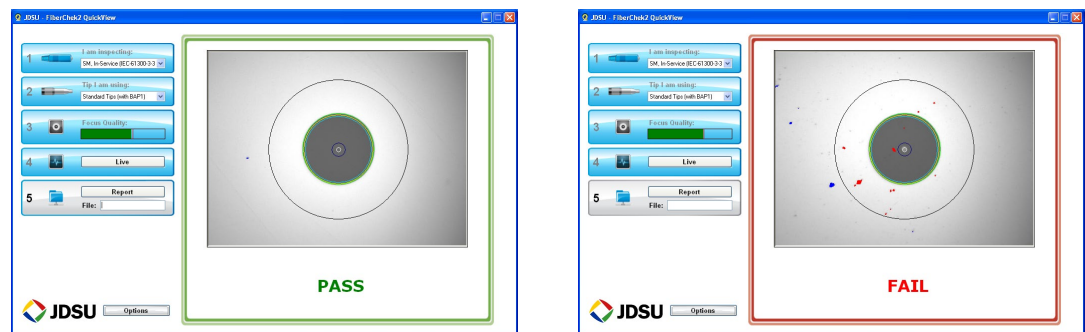 JDSU - FiberChek2 QuickView
1
I am inspecting:
SM, In-Service (IEC-61300-3-3
2
Tip I am using:
Standard Tips (with BAP1)
3
Focus Quality:
4
Live
5
Report
File:
PASS
JDSU
Options
JDSU - FiberChek2 QuickView
1
I am inspecting:
SM, In-Service (IEC-61300-3-3
2
Tip I am using:
Standard Tips (with BAP1)
3
Focus Quality:
4
Live
5
Report
File:
FAIL
JDSU
Options